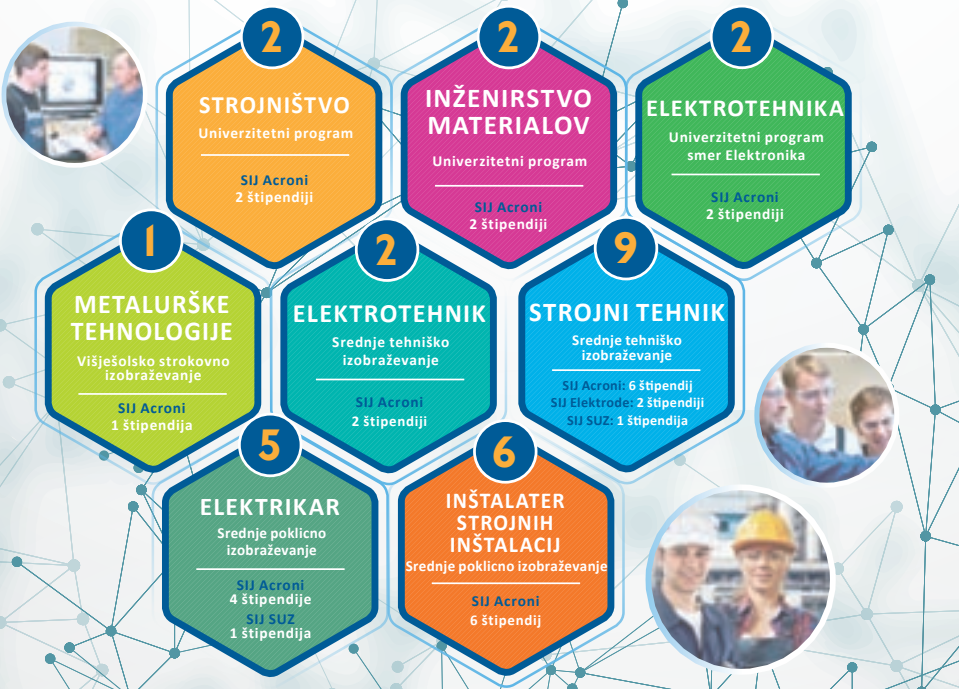 2
STROJNIŠTVO
Univerzitetni program
SIJ Acroni
2 štipendiji
2
INŽENIRSTVO
MATERIALOV
Univerzitetni program
SIJ Acroni
2 štipendiji
2
ELEKTROTEHNIKA
Univerzitetni program
smer Elektronika
SIJ Acroni
2 štipendiji
1
METALURŠKE
TEHNOLOGIJE
Višješolsko strokovno
izobraževanje
SIJ Acroni
1 štipendija
2
ELEKTROTEHNIK
Srednje tehniško
izobraževanje
SIJ Acroni
2 štipendiji
9
STROJNI TEHNIK
Srednje tehniško
izobraževanje
SIJ Acroni: 6 štipendij
SIJ Elektrode: 2 štipendiji
SIJ SUZ: 1 štipendija
5
ELEKTRIKAR
Srednje poklicno
izobraževanje
SIJ Acroni
4 štipendije
SIJ SUZ
1 štipendija
6
INŠTALATER
STROJNIH
INŠTALACIJ
Srednje poklicno izobraževanje
SIJ Acroni
6 štipendij